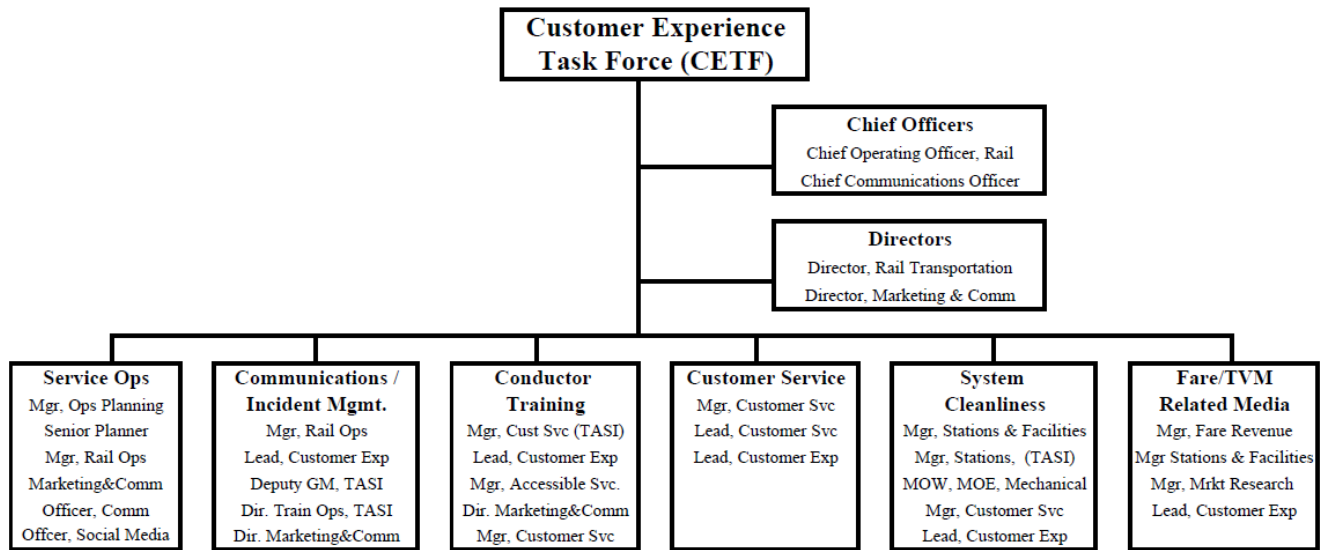 Customer Experience
Task Force (CETF)
Chief Officers
Chief Operating Officer, Rail
Chief Communications Officer
Directors
Director, Rail Transportation
Director, Marketing & Comm
Service Ops
Mgr, Ops Planning
Senior Planner
Mgr, Rail Ops
Marketing&Comm
Officer, Comm
Offcer, Social Media
Communications /
Incident Mgmt.
Mgr, Rail Ops
Lead, Customer Exp
Deputy GM, TASI
Dir. Train Ops, TASI
Dir. Marketing&Comm
Conductor
Training
Mgr, Cust Svc (TASI)
Lead, Customer Exp
Mgr, Accessible Svc.
Dir. Marketing&Comm
Mgr, Customer Svc
Customer Service
Mgr, Customer Svc
Lead, Customer Svc
Lead, Customer Exp
System
Cleanliness
Mgr, Stations & Facilities
Mgr, Stations, (TASI)
MOW, MOE, Mechanical
Mgr, Customer Svc
Lead, Customer Exp
Fare/TVM
Related Media
Mgr, Fare Revenue
Mgr Stations & Facilities
Mgr, Mrkt Research
Lead, Customer Exp